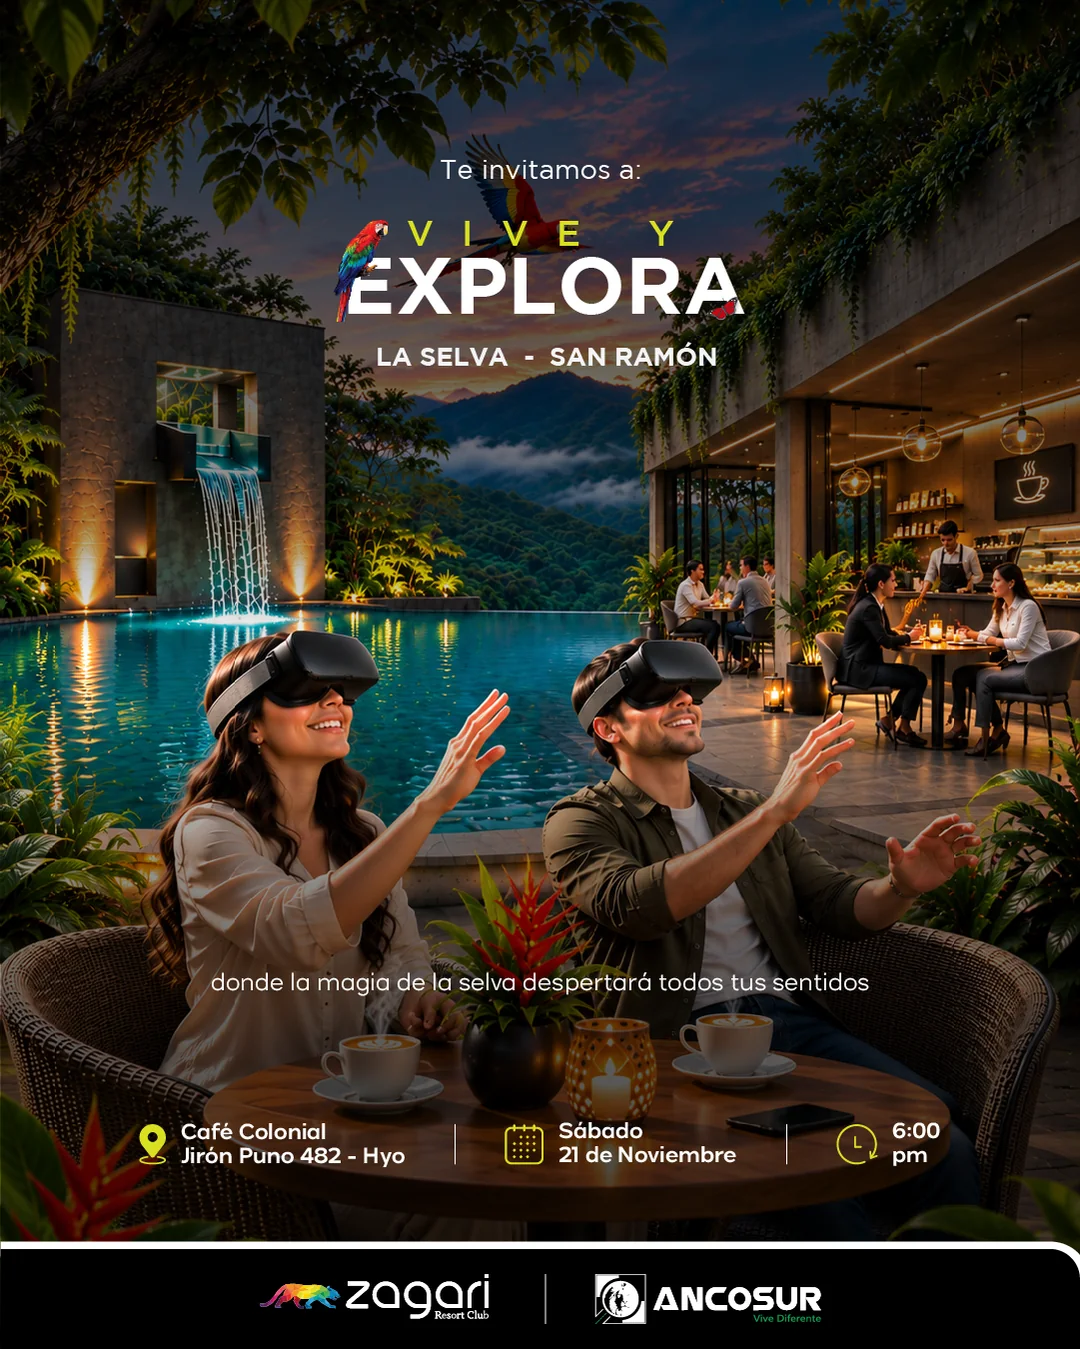 Te invitamos a:
VIVE Y
EXPLORA
LA SELVA - SAN RAMÓN
donde la magia de la selva despertará todos tus sentidos
Café Colonial
Jirón Puno 482 - Hyo
Sábado
21 de Noviembre
6:00
pm
zagari
Resort Club
ANCOSUR
Vive Diferente